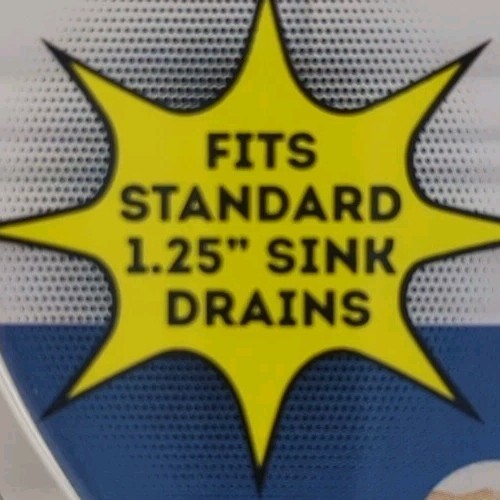 FITS
STANDARD
1.25” SINK
DRAINS